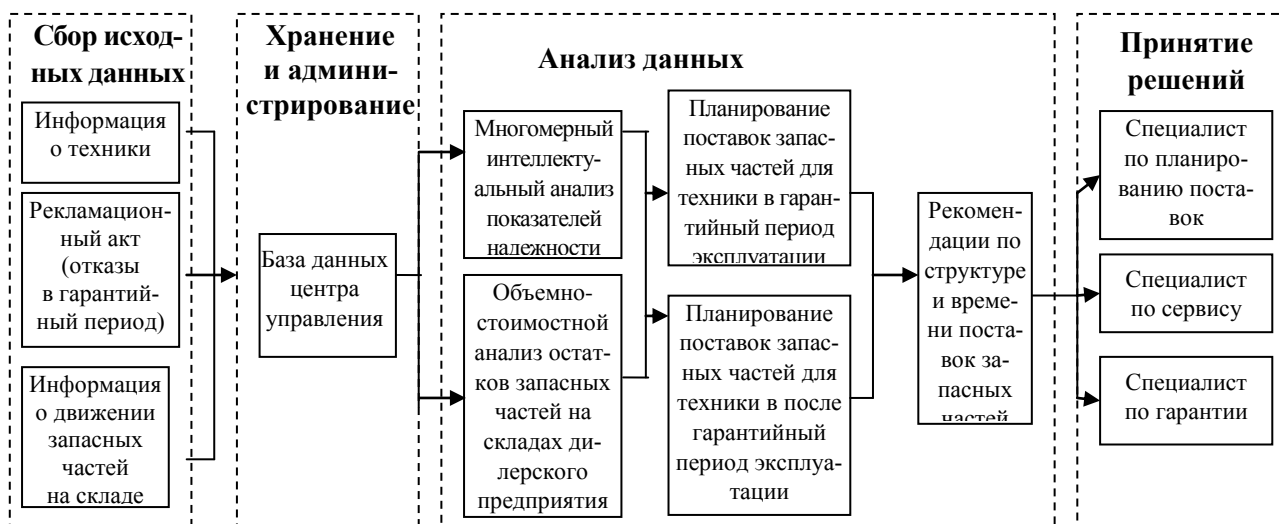 Сбор исход-
ных данных
Информация
о техники
Рекламацион-
ный акт
(отказы
в гарантий-
ный период)
Информация
о движении
запасных
частей
на складе
Хранение
и админи-
стрирование
База данных
центра
управления
Анализ данных
Многомерный
интеллекту-
альный анализ
показателей
надежности
Объемно-
стоимостной
анализ остат-
ков запасных
частей на
складах ди-
лерского
предприятия
Планирование
поставок запас-
ных частей для
техники в гаран-
тийный период
эксплуатации
Планирование
поставок запас-
ных частей для
техники в после
гарантийный
период эксплуа-
тации
Рекомен-
дации по
структуре
и време-
ни поста-
вок за-
пасных
частей
Принятие
решений
Специалист
по планиро-
ванию поста-
вок
Специалист
по сервису
Специалист
по гарантии